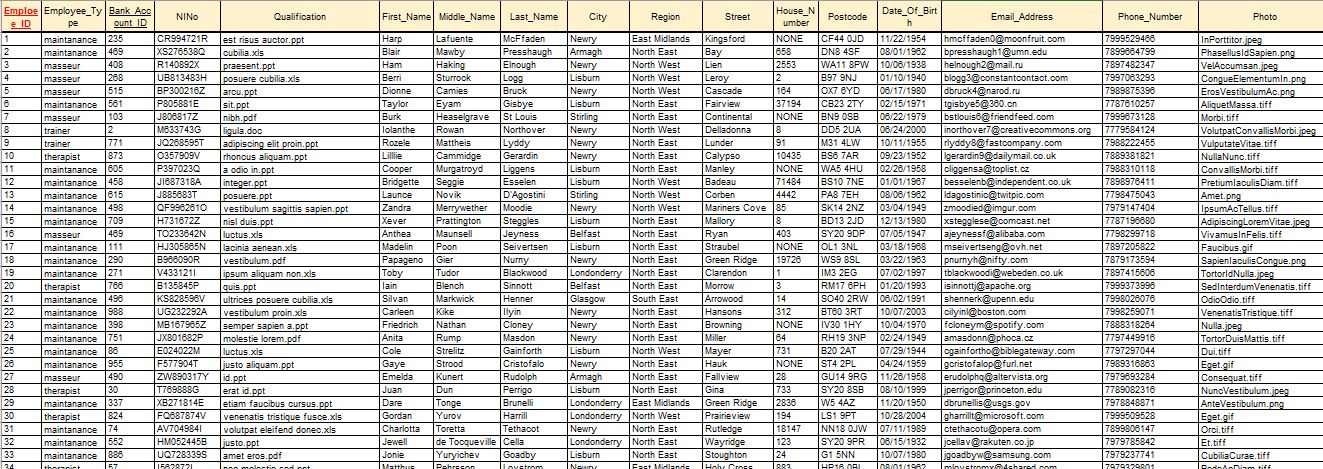 Employee_ID Employee_Type Bank_Account_ID NINo Qualification First_Name Middle_Name Last_Name City Region Street House_Number Postcode Date_Of_Birth Email_Address Phone_Number Photo
1 maintanance 235 CR994721R est risus auctor.ppt Harp Lafuente McFfaden Newry East Midlands Kingsford NONE CF44 0JD 11/22/1954 hmcffaden0@moonfruit.com 7999529466 InPorttitor.jpeg
2 maintanance 469 XS276538Q cubilia.xls Blair Mawby Presshaugh Armagh North East Bay 658 DN8 4SF 08/01/1962 bpresshaugh1@umn.edu 7899664799 PhasellusIdSapien.png
3 masseur 408 R140892X praesent.ppt Ham Haking Elnough Newry North West Lien 2553 WA11 8PW 10/06/1938 helnough2@mail.ru 7897482347 VelAccumsan.jpeg
4 masseur 268 UB813483H posuere cubilia.xls Berri Sturrock Logg Lisburn North West Leroy 2 B97 9NJ 01/10/1940 blogg3@constantcontact.com 7997063293 CongueElementumIn.png
5 masseur 515 BP300216Z arcu.ppt Dionne Camies Bruck Newry North West Cascade 164 OX7 6YD 06/17/1980 dbruck4@narod.ru 7989875396 ErosVestibulumAc.png
6 maintanance 561 P805881E sit.ppt Taylor Eyam Gisbye Lisburn North East Fairview 37194 CB23 2TY 02/15/1971 tgisbye5@360.cn 7787610257 AliquetMassa.tiff
7 masseur 103 J806817Z nibh.pdf Burk Heaselgrave St Louis Stirling North East Continental NONE BN9 0SB 06/22/1979 bstlouis6@friendfeed.com 7999673128 Morbi.tiff
8 trainer 2 M633743G ligula.doc Iolanthe Rowan Northover Newry North West Delladonna 8 DD5 2UA 06/24/2000 inorthover7@creativecommons.org 7779584124 VolutpatConvallisMorbi.jpeg
9 trainer 771 JQ268595T adipiscing elit proin.ppt Rozele Mattheis Lyddy Newry North East Lunder 91 M31 4LW 10/11/1955 rlyddy8@fastcompany.com 7988222455 VulputateVitae.tiff
10 therapist 873 O357909V rhoncus aliquam.ppt Lilllie Cammidge Gerardin Newry North East Calypso 10435 BS6 7AR 09/23/1952 lgerardin9@dailymail.co.uk 7889381821 NullaNunc.tiff
11 maintanance 605 P397023Q a odio in.ppt Cooper Murgatroyd Liggens Lisburn North East Manley NONE WA5 4HU 02/26/1958 cliggensa@toplist.cz 7988310118 ConvallisMorbi.tiff
12 maintanance 458 JI687318A integer.ppt Bridgette Seggie Esselen Lisburn North West Badeau 71484 BS10 7NE 01/01/1967 besselenb@independent.co.uk 7898976411 PretiumIaculisDiam.tiff
13 maintanance 615 J885683T posuere.ppt Launce Novik D'Agostini Stirling North West Corben 4442 PA8 7EH 08/06/1962 ldagostinic@twitpic.com 7798475043 Amet.png
14 maintanance 498 QF996261O vestibulum sagittis sapien.ppt Zandra Merrywether Moodie Newry North West Mariners Cove 85 SK14 2NZ 03/04/1949 zmoodied@imgur.com 7979147404 IpsumAcTellus.tiff
15 maintanance 709 H731672Z nisl duis.ppt Xever Prattington Steggles Lisburn North East Mallory 8 BD13 2JD 12/13/1980 xstegglese@comcast.net 7787196680 AdipiscingLoremVitae.jpeg
16 masseur 469 TO233642N luctus.xls Anthea Maunsell Jeyness Belfast North East Ryan 403 SY20 9DP 07/05/1947 ajeynessf@alibaba.com 7798299718 VivamusInFelis.tiff
17 maintanance 111 HJ305865N lacinia aenean.xls Madelin Poon Seivertsen Lisburn North East Straubel NONE OL1 3NL 03/18/1968 mseivertseng@ovh.net 7897205822 Faucibus.gif
18 maintanance 290 B966090R vestibulum.pdf Papageno Gier Nurny Newry North East Green Ridge 19726 WS9 8SL 03/22/1963 pnurnyh@nifty.com 7879173594 SapienIaculisCongue.png
19 maintanance 271 V433121I ipsum aliquam non.xls Toby Tudor Blackwood Londonderry North East Clarendon 1 IM3 2EG 07/02/1997 tblackwoodi@webeden.co.uk 7897415606 TortorIdNulla.jpeg
20 therapist 766 B135845P quis.ppt Iain Blench Sinnott Belfast North East Morrow 3 RM17 6PH 01/20/1993 isinnottj@apache.org 7999373996 SedInterdumVenenatis.tiff
21 maintanance 496 KS828596V ultrices posuere cubilia.xls Silvan Markwick Henner Glasgow South East Arrowood 14 SO40 2RW 06/02/1991 shennerk@upenn.edu 7998026076 OdioOdio.tiff
22 maintanance 988 UG232292A vestibulum proin.xls Carleen Kike Ilyin Newry North East Hansons 312 BT60 3RT 10/07/2003 cilyinl@boston.com 7998259071 VenenatisTristique.tiff
23 maintanance 398 MB167965Z semper sapien a.ppt Friedrich Nathan Cloney Newry North East Browning NONE IV30 1HY 10/04/1970 fcloneym@spotify.com 7888318264 Nulla.jpeg
24 maintanance 751 JX801682P molestie lorem.pdf Anita Rump Masdon Newry North East Miller 64 RH19 3NP 02/24/1949 amasdonn@phoca.cz 7797449916 TortorDuisMattis.tiff
25 maintanance 86 E024022M luctus.xls Cole Strelitz Gainforth Lisburn North West Mayer 731 B20 2AT 07/29/1944 cgainfortho@biblegateway.com 7797297044 Dui.tiff
26 maintanance 955 F577904T justo aliquam.ppt Gaye Strood Cristofalo Newry North East Hauk NONE ST4 2PL 04/24/1959 gcristofalop@furl.net 7989316863 Eget.gif
27 masseur 490 ZW890317Y id.ppt Emelda Kunert Rudolph Armagh North East Fallview 28 GU14 9RG 11/26/1958 erudolphq@altervista.org 7979693284 Consequat.tiff
28 therapist 30 T769888G erat id.ppt Juan Dun Perrigo Lisburn North East Gina 733 SY20 8SB 08/10/1999 jperrigor@princeton.edu 7789082316 NuncVestibulum.jpeg
29 maintanance 337 XB271814E etiam faucibus cursus.ppt Dare Tonge Brunelli Londonderry East Midlands Green Ridge 2836 W5 4AZ 11/20/1950 dbrunellis@usgs.gov 7978848871 AnteVestibulum.png
30 therapist 824 FQ687874V venenatis tristique fusce.xls Gordan Yurov Harrill Londonderry North West Prairieview 194 LS1 9PT 10/28/2004 gharrillt@microsoft.com 7999509528 Eget.gif
31 maintanance 74 AV704984I volutpat eleifend donec.xls Charlotta Toretta Tethacot Newry North East Rutledge 18147 NN18 0JW 07/11/1989 ctethacotu@opera.com 7899806147 Orci.tiff
32 maintanance 552 HM052445B justo.ppt Jewell de Tocqueville Cella Londonderry North East Wayridge 123 SY20 9PR 06/15/1932 jcellav@rakuten.co.jp 7979785842 Et.tiff
33 maintanance 886 UQ728339S amet eros.pdf Jonie Yuryichev Goadby Lisburn North East Stoughton 24 G1 5NN 10/07/1980 jgoadbyw@samsung.com 7979237741 CubiliaCurae.tiff